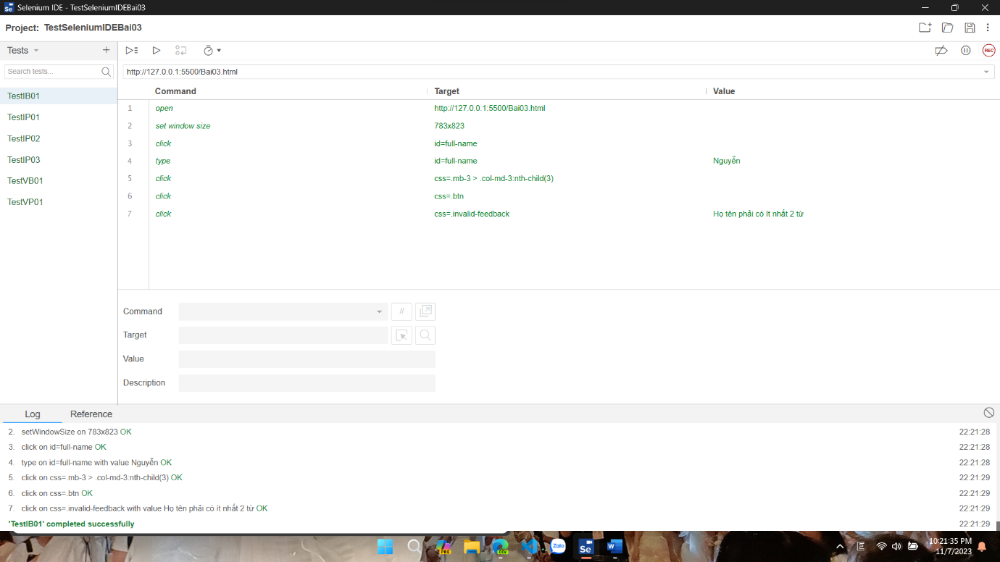 Selenium IDE - TestSeleniumIDEBai03
Project: TestSeleniumIDEBai03
Tests
Search tests...
TestIB01
TestIP01
TestIP02
TestIP03
TestVB01
TestVP01
REC
http://127.0.0.1:5500/Bai03.html
Command Target Value
1 open http://127.0.0.1:5500/Bai03.html
2 set window size 783x823
3 click id=full-name
4 type id=full-name Nguyễn
5 click css=.mb-3 > .col-md-3:nth-child(3)
6 click css=.btn
7 click css=.invalid-feedback Họ tên phải có ít nhất 2 từ
Command //
Target
Value
Description
Log Reference
2. setWindowSize on 783x823 OK 22:21:28
3. click on id=full-name OK 22:21:28
4. type on id=full-name with value Nguyễn OK 22:21:28
5. click on css=.mb-3 > .col-md-3:nth-child(3) OK 22:21:29
6. click on css=.btn OK 22:21:29
7. click on css=.invalid-feedback with value Họ tên phải có ít nhất 2 từ OK 22:21:29
'TestIB01' completed successfully 22:21:29
PRE DEV Zalo Se W E
10:21:35 PM
11/7/2023